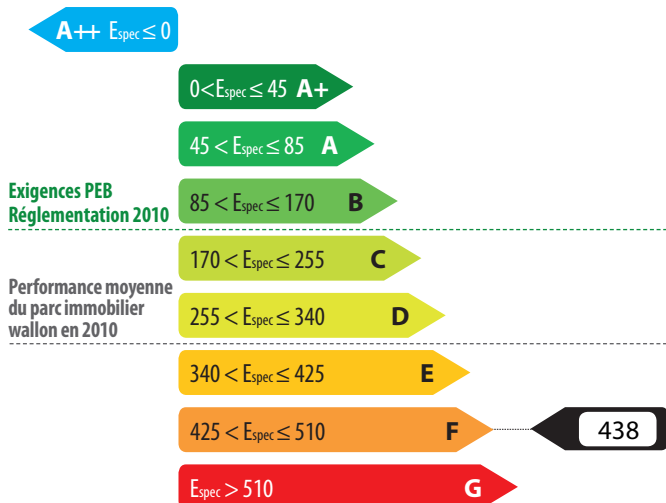 A++ Espec ≤ 0
0 < Espec ≤ 45 A+
45 < Espec ≤ 85 A
Exigences PEB
Réglementation 2010
85 < Espec ≤ 170 B
170 < Espec ≤ 255 C
Performance moyenne
du parc immobilier
wallon en 2010
255 < Espec ≤ 340 D
340 < Espec ≤ 425 E
425 < Espec ≤ 510 F
438
Espec > 510 G